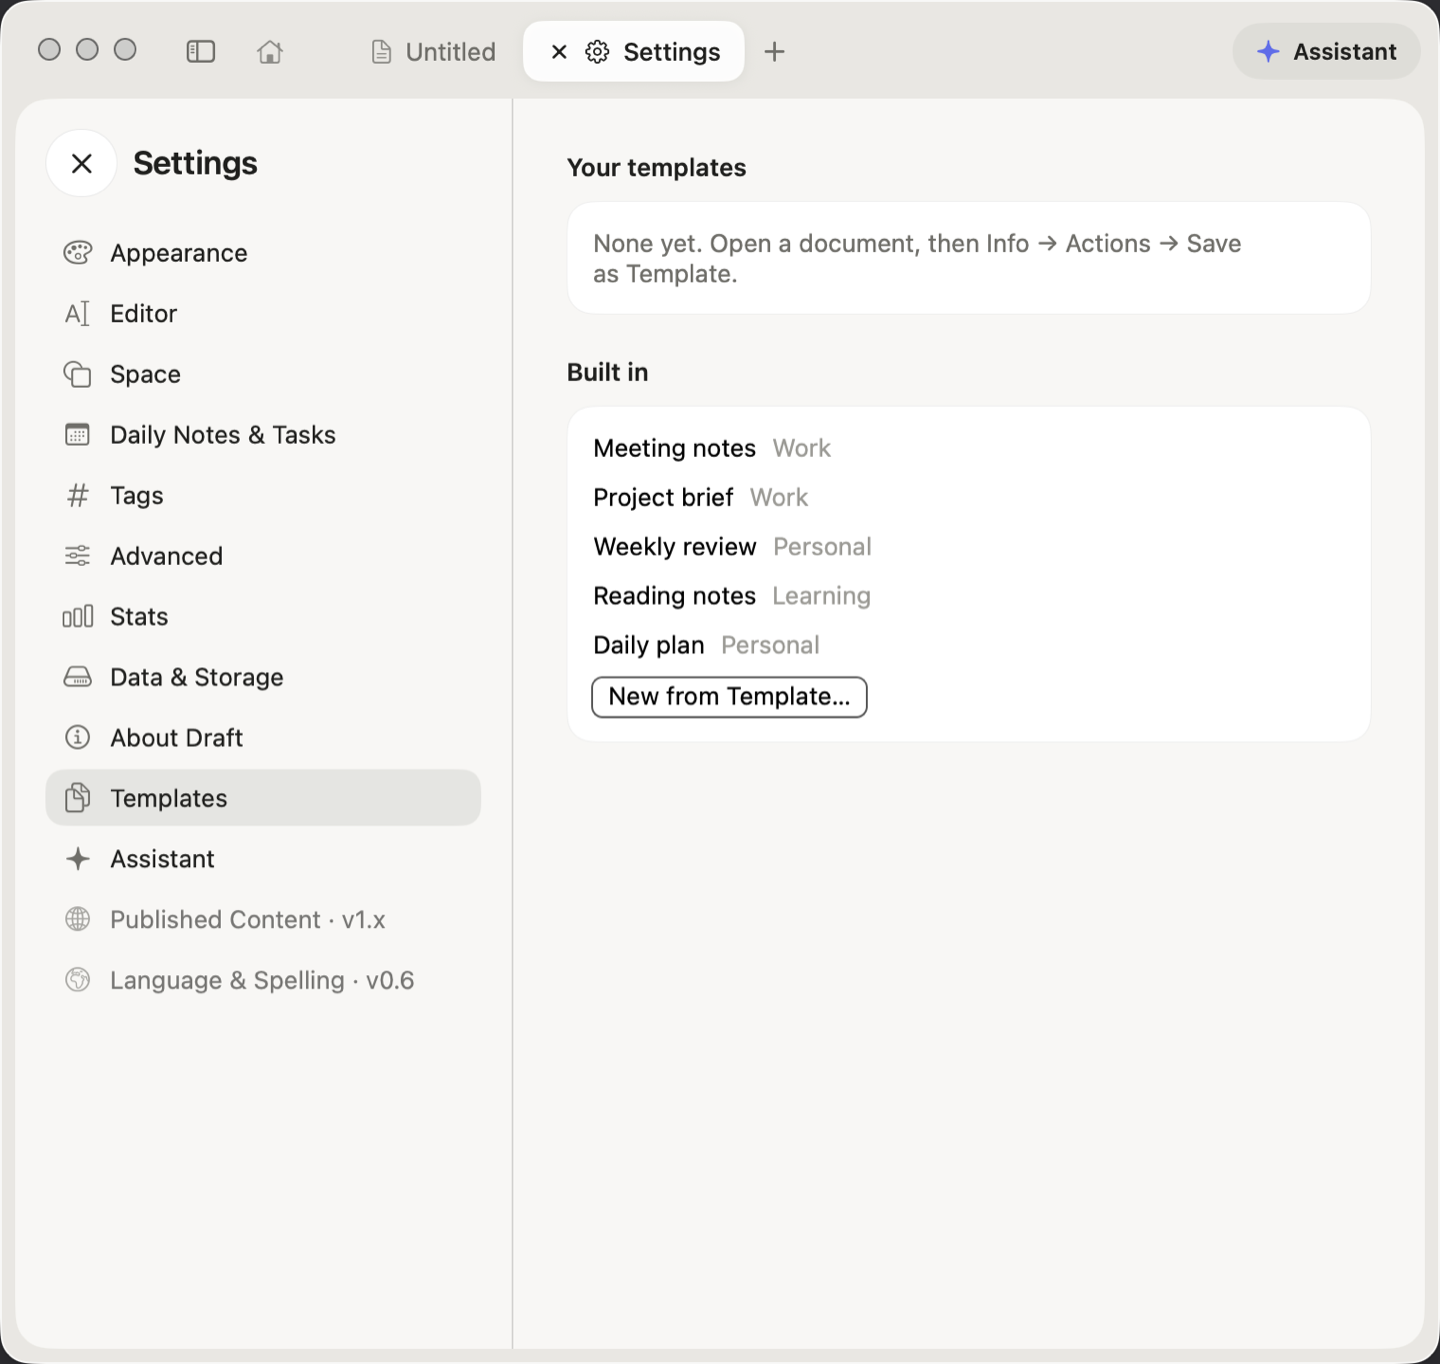 Untitled
Settings
Assistant
Settings
Appearance
Editor
Space
Daily Notes & Tasks
Tags
Advanced
Stats
Data & Storage
About Draft
Templates
Assistant
Published Content · v1.x
Language & Spelling · v0.6
Your templates
None yet. Open a document, then Info → Actions → Save
as Template.
Built in
Meeting notes Work
Project brief Work
Weekly review Personal
Reading notes Learning
Daily plan Personal
New from Template...